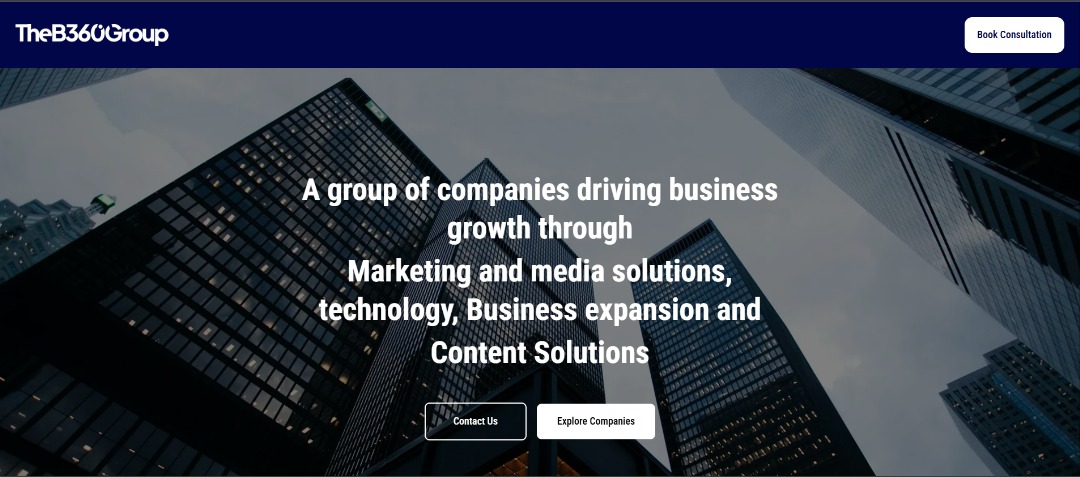 TheB360Group
Book Consultation
A group of companies driving business
growth through
Marketing and media solutions,
technology, Business expansion and
Content Solutions
Contact Us
Explore Companies